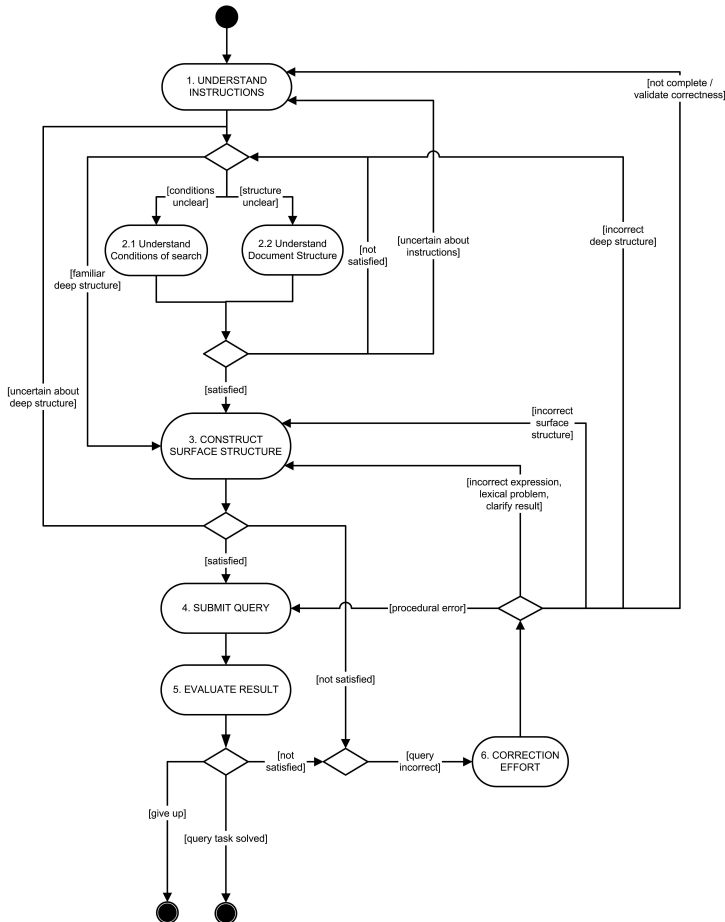 1. UNDERSTAND
INSTRUCTIONS
[not complete /
validate correctness]
[conditions
unclear]
[structure
unclear]
2.1 Understand
Conditions of search
2.2 Understand
Document Structure
[not
satisfied]
[uncertain about
instructions]
[incorrect
deep structure]
[familiar
deep structure]
[uncertain about
deep structure]
[satisfied]
[incorrect
surface
structure]
3. CONSTRUCT
SURFACE STRUCTURE
[incorrect expression,
lexical problem,
clarify result]
[satisfied]
4. SUBMIT QUERY
[procedural error]
5. EVALUATE RESULT
[not satisfied]
[not
satisfied]
[query
incorrect]
6. CORRECTION
EFFORT
[give up]
[query task solved]